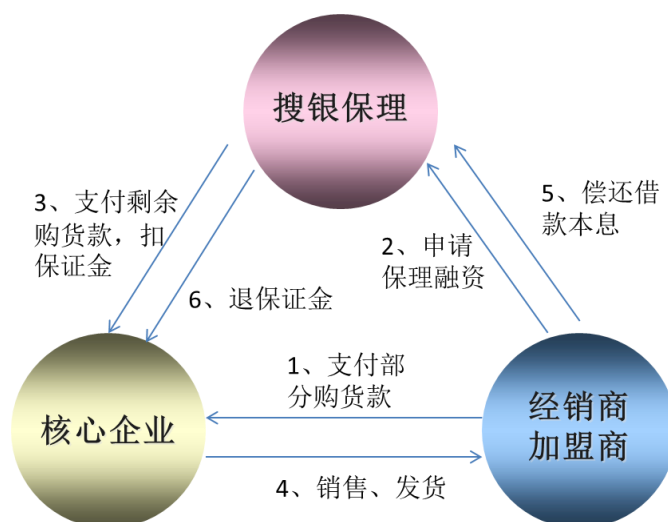 搜银保理
3、支付剩余
购货款，扣
保证金
5、偿还借
款本息
2、申请
保理融资
6、退保证金
1、支付部
分购货款
核心企业
经销商
加盟商
4、销售、发货